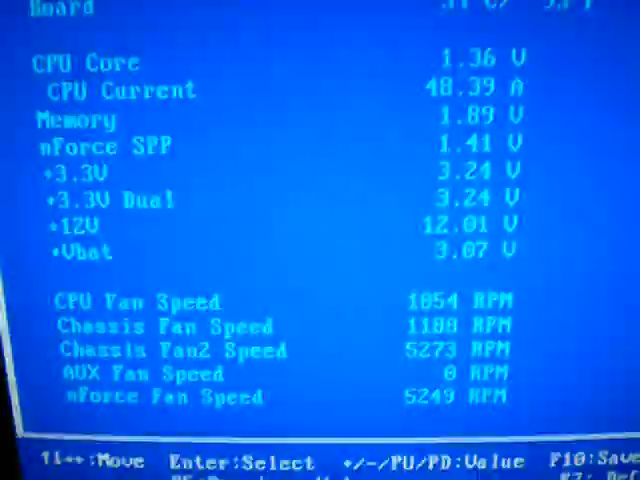 Board
CPU Core 1.36 V
CPU Current 48.39 A
Memory 1.89 V
nForce SPP 1.41 V
+3.3V 3.24 V
+3.3V Dual 3.24 V
+12V 12.01 V
+Vbat 3.07 V
CPU Fan Speed 1054 RPM
Chassis Fan Speed 1180 RPM
Chassis Fan2 Speed 5273 RPM
AUX Fan Speed 0 RPM
nForce Fan Speed 5249 RPM
:Move Enter:Select +/-/PU/PD:Value F10:Save